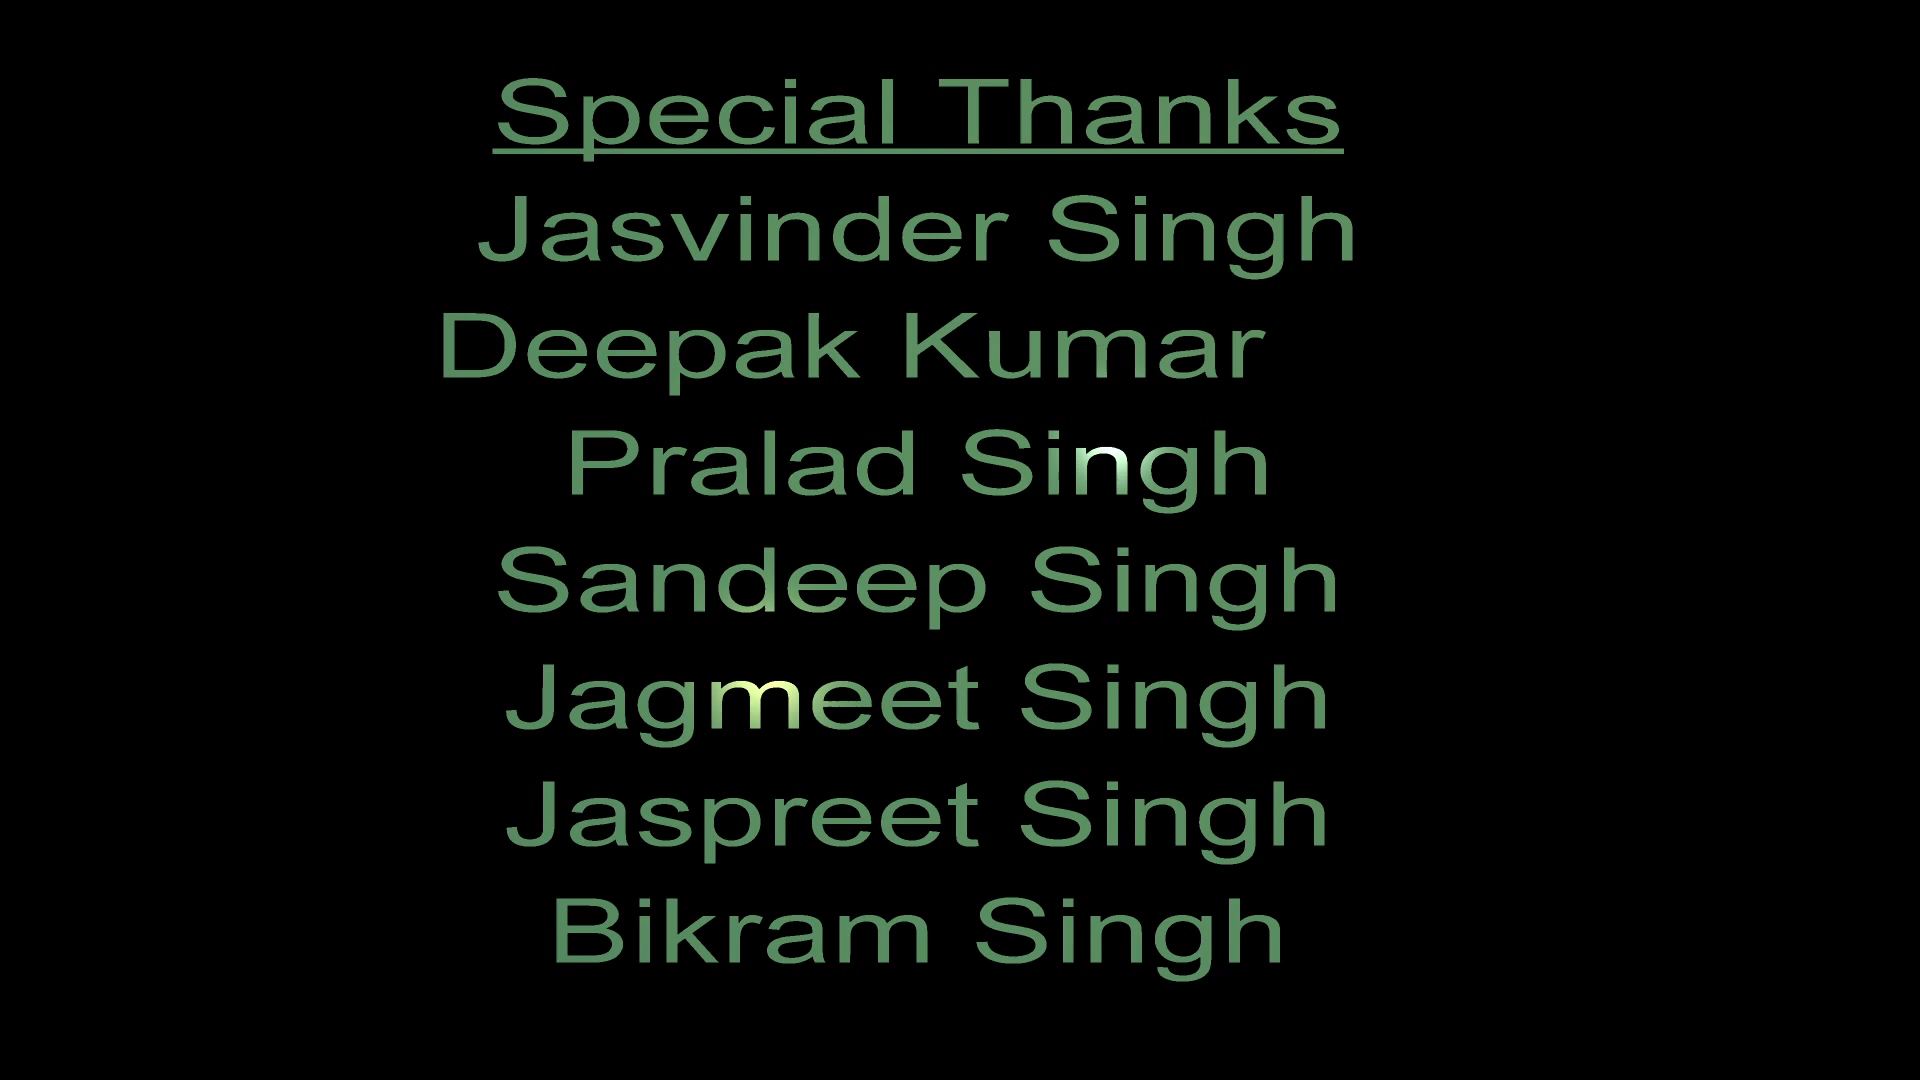 Special Thanks
Jasvinder Singh
Deepak Kumar
Pralad Singh
Sandeep Singh
Jagmeet Singh
Jaspreet Singh
Bikram Singh